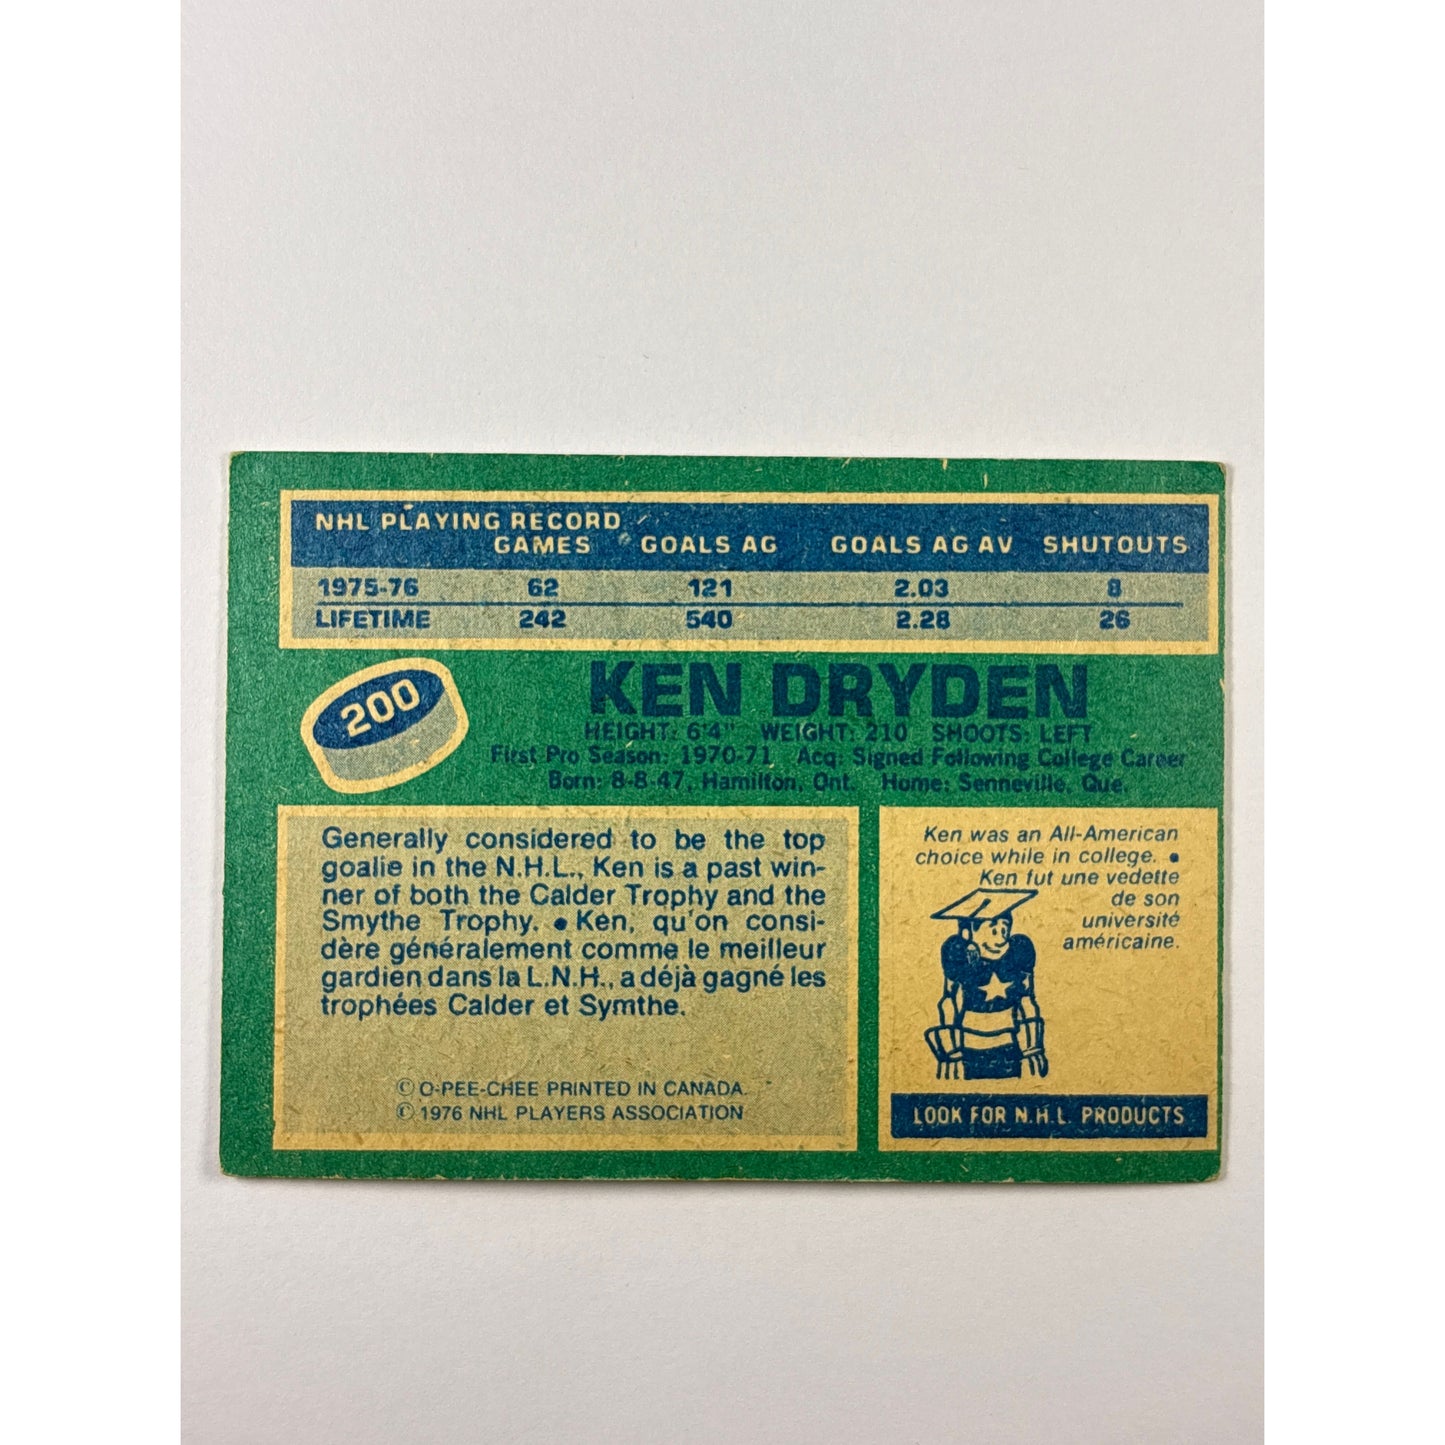 NHL PLAYING RECORD
GAMES GOALS AG GOALS AG AV SHUTOUTS
1975-76 62 121 2.03 8
LIFETIME 242 540 2.28 26
200
KEN DRYDEN
HEIGHT: 6'4" WEIGHT: 210 SHOOTS: LEFT
First Pro Season: 1970-71 Acq: Signed Following College Career
Born: 8-8-47, Hamilton, Ont. Home: Senneville, Que.
Generally considered to be the top
goalie in the N.H.L., Ken is a past win-
ner of both the Calder Trophy and the
Smythe Trophy. • Ken, qu'on consi-
dère généralement comme le meilleur
gardien dans la L.N.H., a déjà gagné les
trophées Calder et Symthe.
© O-PEE-CHEE PRINTED IN CANADA.
© 1976 NHL PLAYERS ASSOCIATION
Ken was an All-American
choice while in college. •
Ken fut une vedette
de son
université
américaine.
LOOK FOR N.H.L. PRODUCTS